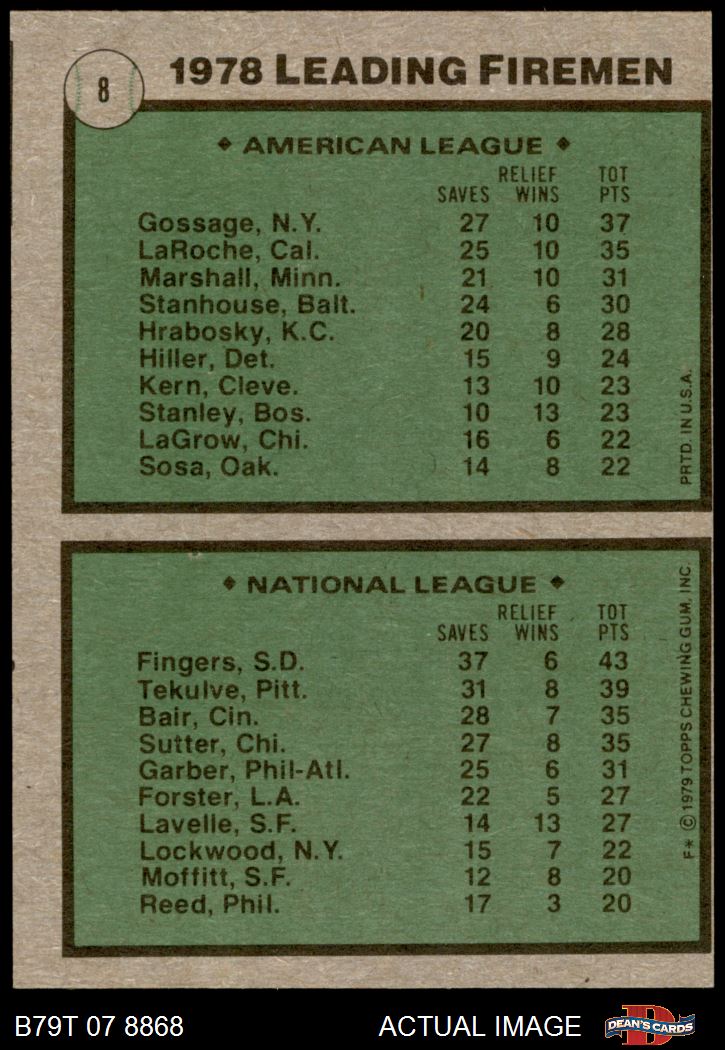 8
1978 LEADING FIREMEN
◆ AMERICAN LEAGUE ◆
RELIEF TOT
SAVES WINS PTS
Gossage, N.Y. 27 10 37
LaRoche, Cal. 25 10 35
Marshall, Minn. 21 10 31
Stanhouse, Balt. 24 6 30
Hrabosky, K.C. 20 8 28
Hiller, Det. 15 9 24
Kern, Cleve. 13 10 23
Stanley, Bos. 10 13 23
LaGrow, Chi. 16 6 22
Sosa, Oak. 14 8 22
PRTD. IN U.S.A.
◆ NATIONAL LEAGUE ◆
RELIEF TOT
SAVES WINS PTS
Fingers, S.D. 37 6 43
Tekulve, Pitt. 31 8 39
Bair, Cin. 28 7 35
Sutter, Chi. 27 8 35
Garber, Phil-Atl. 25 6 31
Forster, L.A. 22 5 27
Lavelle, S.F. 14 13 27
Lockwood, N.Y. 15 7 22
Moffitt, S.F. 12 8 20
Reed, Phil. 17 3 20
F* © 1979 TOPPS CHEWING GUM, INC.
B79T 07 8868 ACTUAL IMAGE
D
DEAN'S CARDS